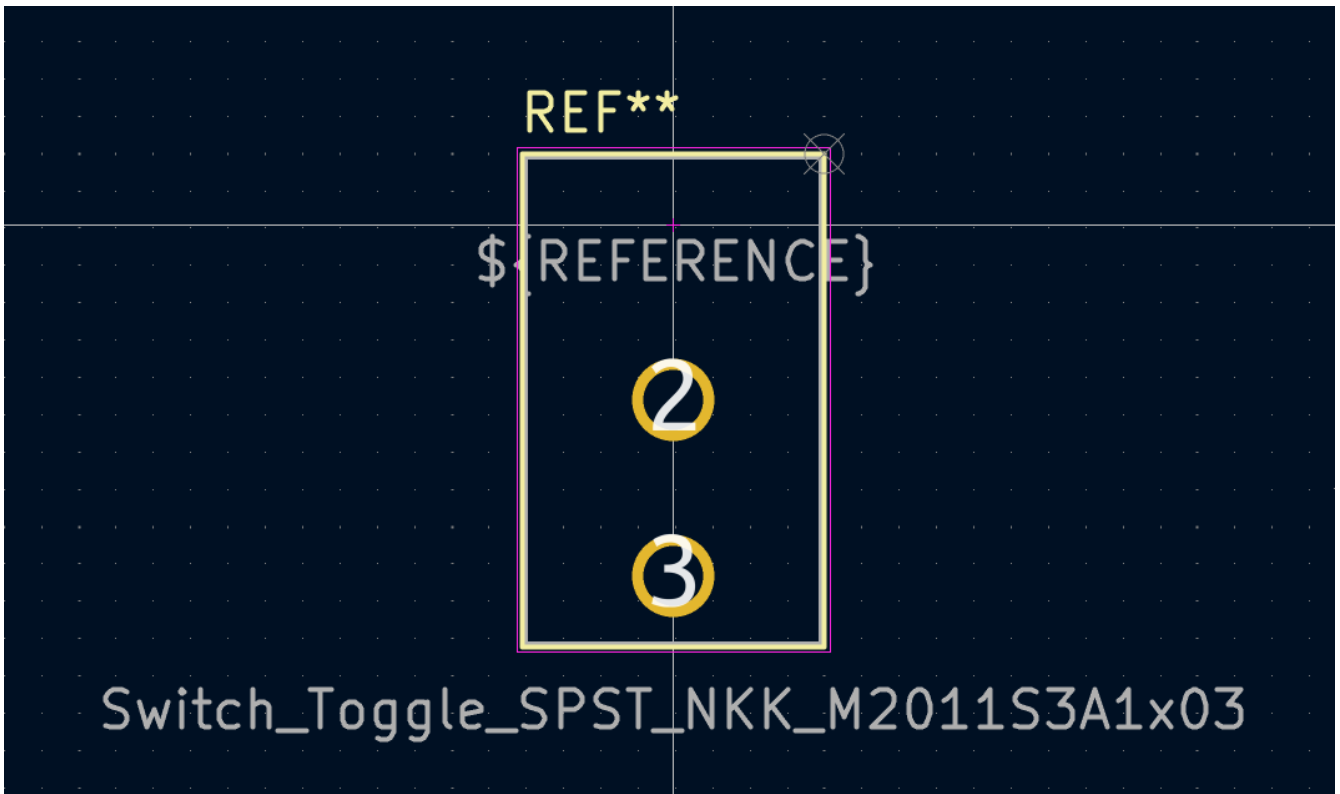 REF**
${REFERENCE}
2
3
Switch_Toggle_SPST_NKK_M2011S3A1x03